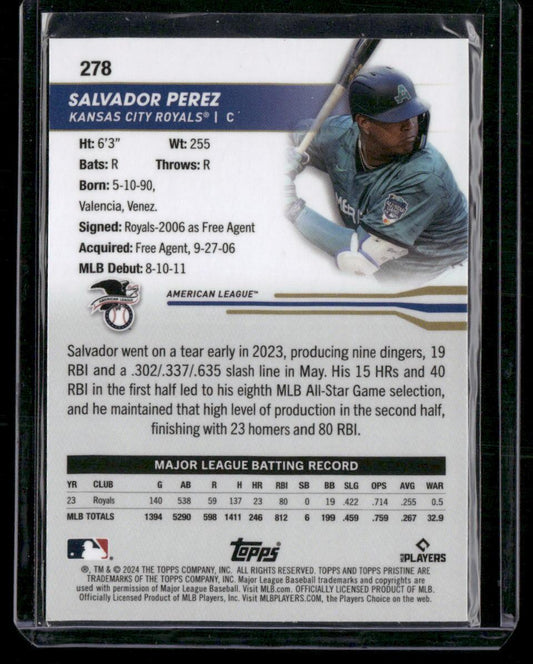 278
SALVADOR PEREZ
KANSAS CITY ROYALS® | C
Ht: 6'3" Wt: 255
Bats: R Throws: R
Born: 5-10-90,
Valencia, Venez.
Signed: Royals-2006 as Free Agent
Acquired: Free Agent, 9-27-06
MLB Debut: 8-10-11
AMERICAN LEAGUE™
Salvador went on a tear early in 2023, producing nine dingers, 19
RBI and a .302/.337/.635 slash line in May. His 15 HRs and 40
RBI in the first half led to his eighth MLB All-Star Game selection,
and he maintained that high level of production in the second half,
finishing with 23 homers and 80 RBI.
MAJOR LEAGUE BATTING RECORD
YR CLUB G AB R H HR RBI SB BB SLG OPS AVG WAR
23 Royals 140 538 59 137 23 80 0 19 .422 .714 .255 0.5
MLB TOTALS 1394 5290 598 1411 246 812 6 199 .459 .759 .267 32.9
Topps
PLAYERS
®, TM & © 2024 THE TOPPS COMPANY, INC. ALL RIGHTS RESERVED. TOPPS AND TOPPS PRISTINE ARE
TRADEMARKS OF THE TOPPS COMPANY, INC. Major League Baseball trademarks and copyrights are
used with permission of Major League Baseball. Visit MLB.com. OFFICIALLY LICENSED PRODUCT OF MLB.
Officially Licensed Product of MLB Players, Inc. Visit MLBPLAYERS.COM, the Players Choice on the web.